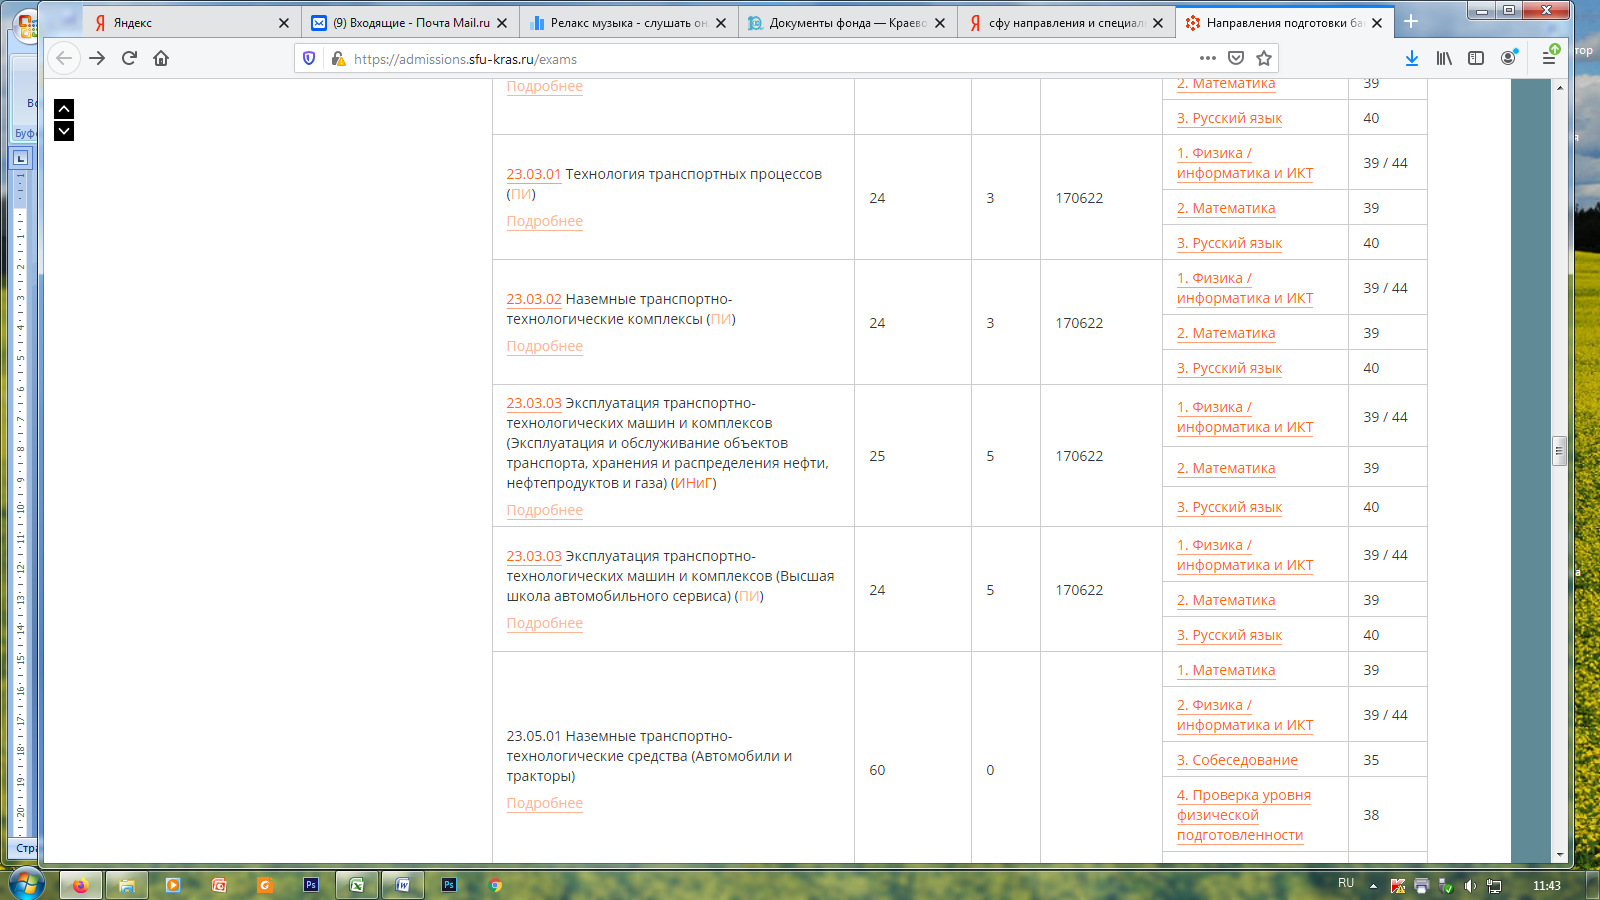 Яндекс
(9) Входящие - Почта Mail.ru
Релакс музыка - слушать он
Документы фонда — Краево
сфу направления и специал
Направления подготовки ба
https://admissions.sfu-kras.ru/exams
Подробнее
2. Математика
39
3. Русский язык
40
23.03.01 Технология транспортных процессов
(ПИ)
Подробнее
24
3
170622
1. Физика /
информатика и ИКТ
39 / 44
2. Математика
39
3. Русский язык
40
23.03.02 Наземные транспортно-
технологические комплексы (ПИ)
Подробнее
24
3
170622
1. Физика /
информатика и ИКТ
39 / 44
2. Математика
39
3. Русский язык
40
23.03.03 Эксплуатация транспортно-
технологических машин и комплексов
(Эксплуатация и обслуживание объектов
транспорта, хранения и распределения нефти,
нефтепродуктов и газа) (ИНиГ)
Подробнее
25
5
170622
1. Физика /
информатика и ИКТ
39 / 44
2. Математика
39
3. Русский язык
40
23.03.03 Эксплуатация транспортно-
технологических машин и комплексов (Высшая
школа автомобильного сервиса) (ПИ)
Подробнее
24
5
170622
1. Физика /
информатика и ИКТ
39 / 44
2. Математика
39
3. Русский язык
40
23.05.01 Наземные транспортно-
технологические средства (Автомобили и
тракторы)
Подробнее
60
0
1. Математика
39
2. Физика /
информатика и ИКТ
39 / 44
3. Собеседование
35
4. Проверка уровня
физической
подготовленности
38
Вс
Буфе
Стра
тор
RU
11:43